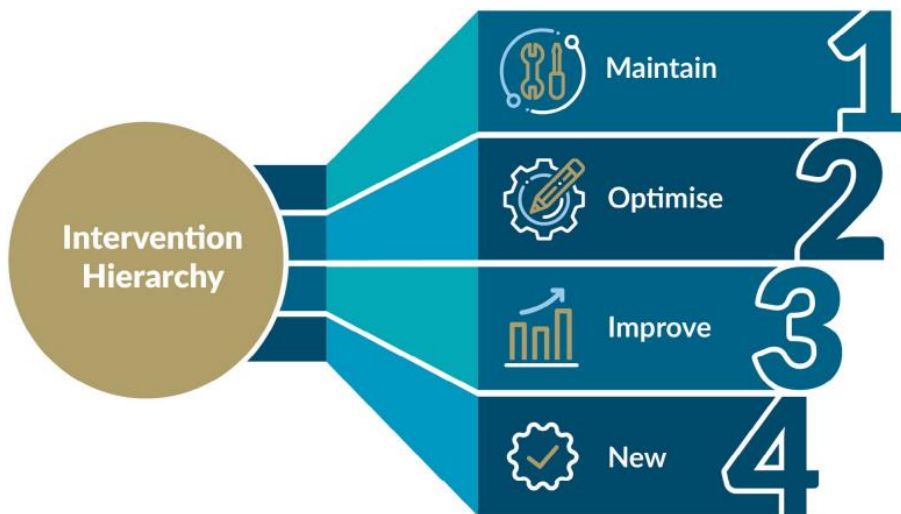 Intervention
Hierarchy
Maintain
1
Optimise
2
Improve
3
New
4